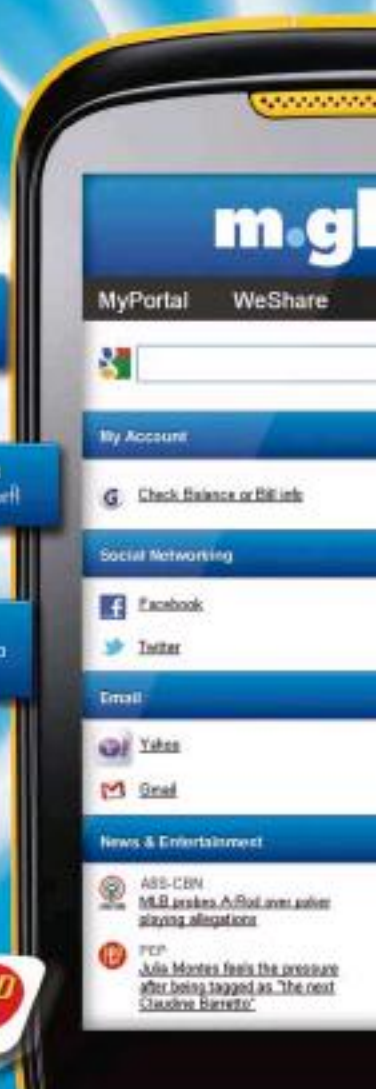 m.gl
MyPortal WeShare
My Account
Check Balance or Bill info
Social Networking
Facebook
Twitter
Email
Yahoo
Gmail
News & Entertainment
ABS-CBN
MLB probes A-Rod over poker
playing allegations
PEP
Julia Montes feels the pressure
after being tagged as "the next
Claudine Barretto"